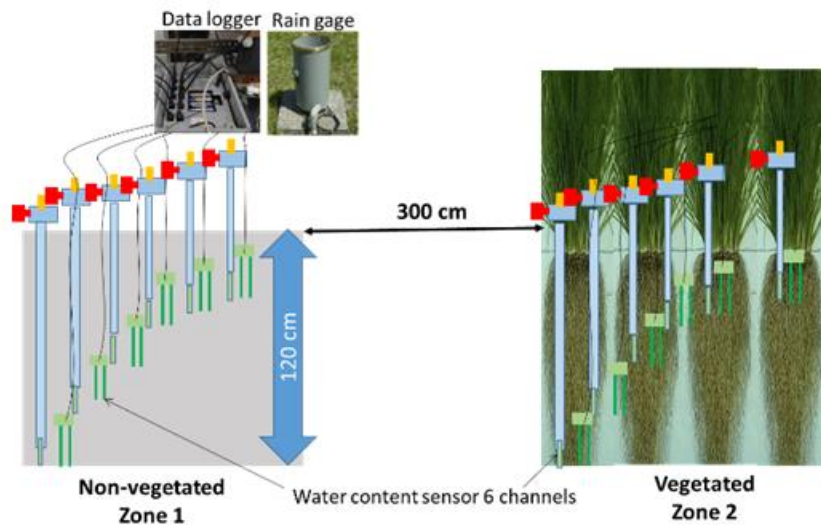 Data logger
Rain gage
300 cm
120 cm
Non-vegetated
Zone 1
Water content sensor 6 channels
Vegetated
Zone 2